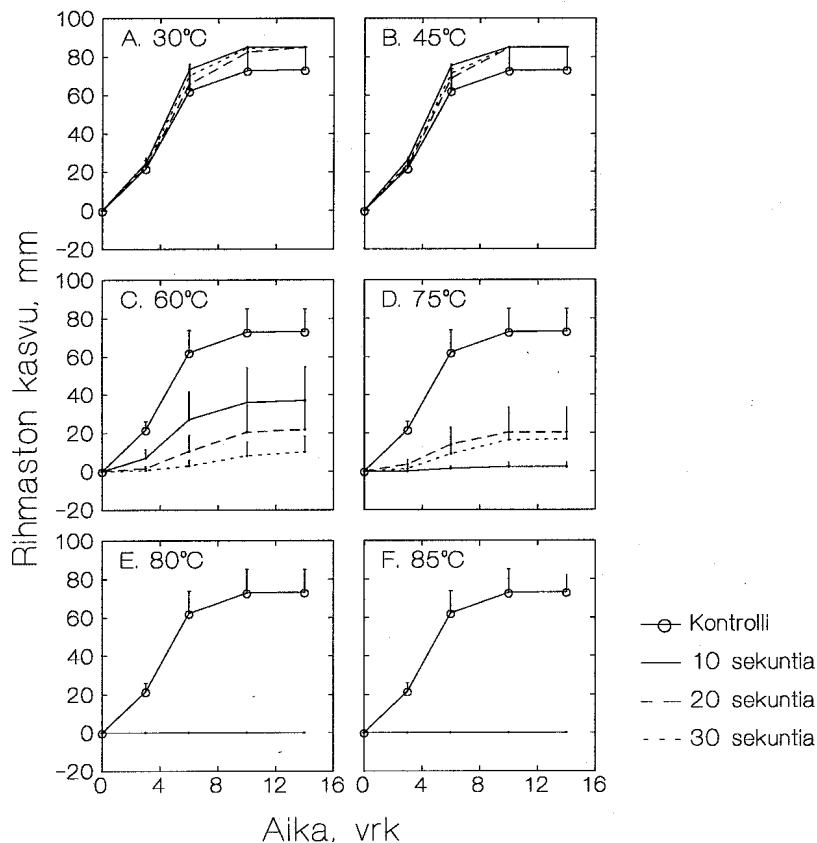 A. 30°C
B. 45°C
100
80
60
40
20
0
-20
C. 60°C
D. 75°C
100
80
60
40
20
0
-20
E. 80°C
F. 85°C
100
80
60
40
20
0
-20
0 4 8 12 16
0 4 8 12 16
Rihmaston kasvu, mm
Aika, vrk
Kontrolli
10 sekuntia
20 sekuntia
30 sekuntia